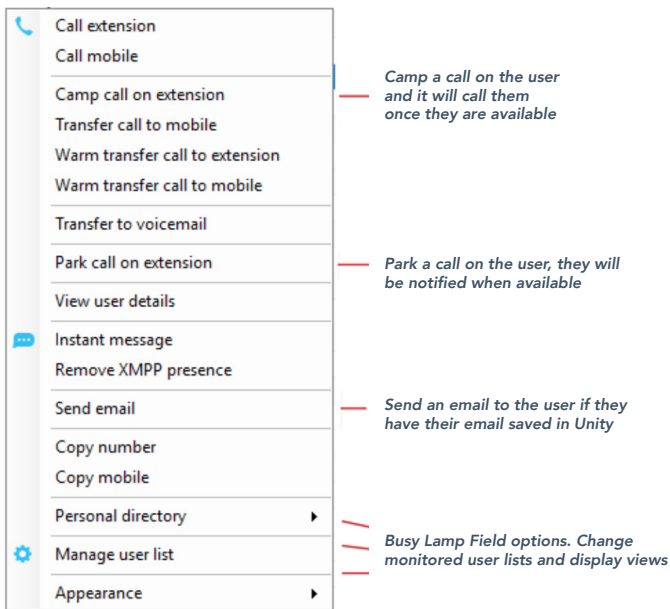 Call extension
Call mobile
Camp call on extension
Transfer call to mobile
Warm transfer call to extension
Warm transfer call to mobile
Transfer to voicemail
Park call on extension
View user details
Instant message
Remove XMPP presence
Send email
Copy number
Copy mobile
Personal directory
Manage user list
Appearance
Camp a call on the user
and it will call them
once they are available
Park a call on the user, they will
be notified when available
Send an email to the user if they
have their email saved in Unity
Busy Lamp Field options. Change
monitored user lists and display views